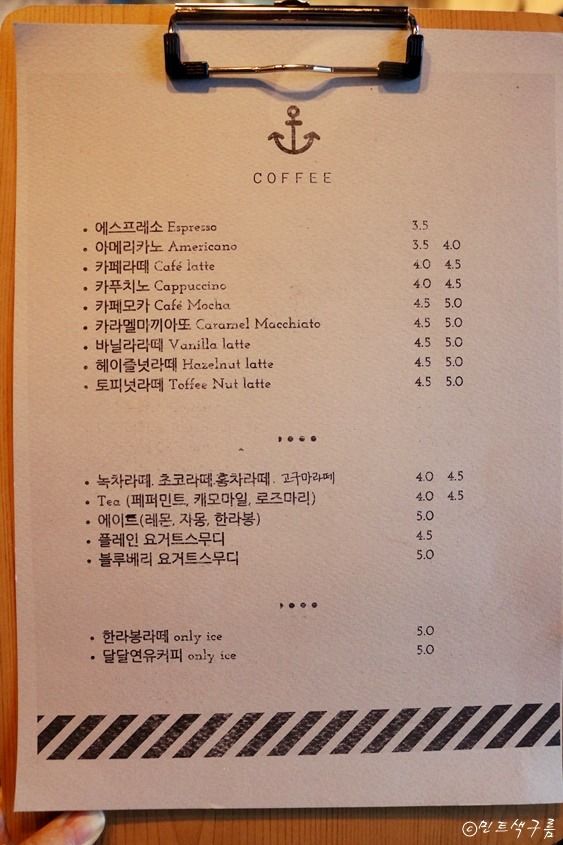 COFFEE
• 에스프레소 Espresso 3.5
• 아메리카노 Americano 3.5 4.0
• 카페라떼 Café latte 4.0 4.5
• 카푸치노 Cappuccino 4.0 4.5
• 카페모카 Café Mocha 4.5 5.0
• 카라멜마끼아또 Caramel Macchiato 4.5 5.0
• 바닐라라떼 Vanilla latte 4.5 5.0
• 헤이즐넛라떼 Hazelnut latte 4.5 5.0
• 토피넛라떼 Toffee Nut latte 4.5 5.0
• 녹차라떼. 초코라떼.홍차라떼. 고구마라떼 4.0 4.5
• Tea (페퍼민트, 캐모마일, 로즈마리) 4.0 4.5
• 에이트(레몬, 자몽, 한라봉) 5.0
• 플레인 요거트스무디 4.5
• 블루베리 요거트스무디 5.0
• 한라봉라떼 only ice 5.0
• 달달연유커피 only ice 5.0
©민트색구름